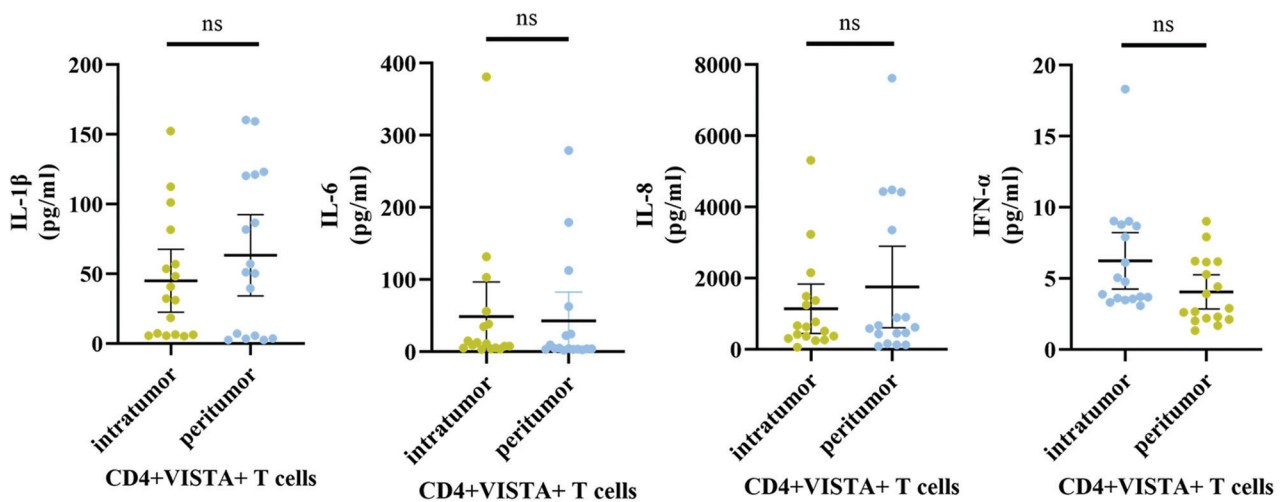 ns
IL-1β
(pg/ml)
200
150
100
50
0
intratumor
peritumor
CD4+VISTA+ T cells
ns
IL-6
(pg/ml)
400
300
200
100
0
intratumor
peritumor
CD4+VISTA+ T cells
ns
IL-8
(pg/ml)
8000
6000
4000
2000
0
intratumor
peritumor
CD4+VISTA+ T cells
ns
IFN-α
(pg/ml)
20
15
10
5
0
intratumor
peritumor
CD4+VISTA+ T cells